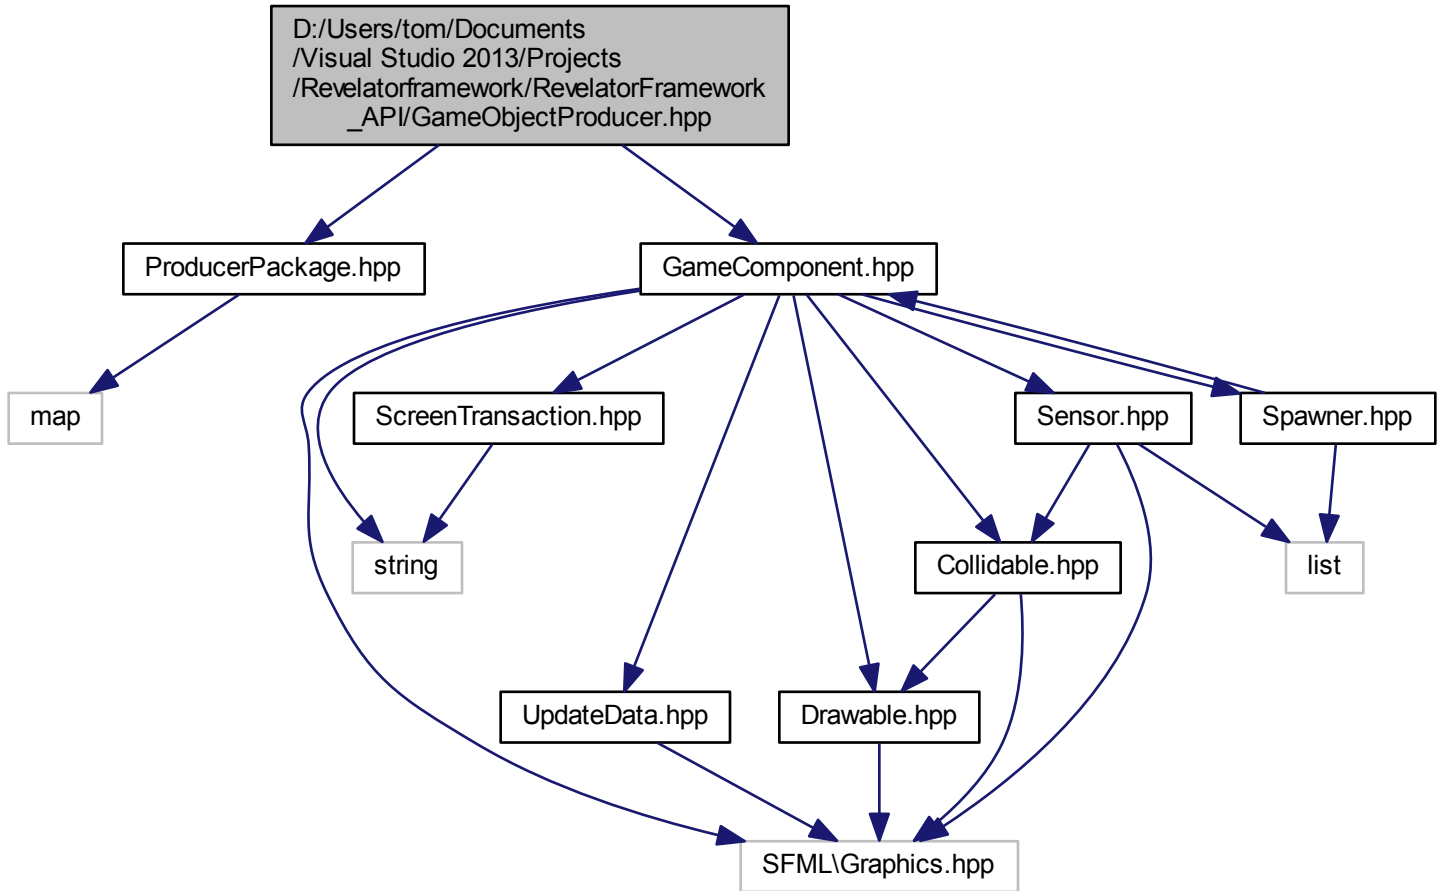 D:/Users/tom/Documents
/Visual Studio 2013/Projects
/Revelatorframework/RevelatorFramework
_API/GameObjectProducer.hpp
ProducerPackage.hpp
GameComponent.hpp
map
ScreenTransaction.hpp
Sensor.hpp
Spawner.hpp
string
Collidable.hpp
list
UpdateData.hpp
Drawable.hpp
SFML\Graphics.hpp